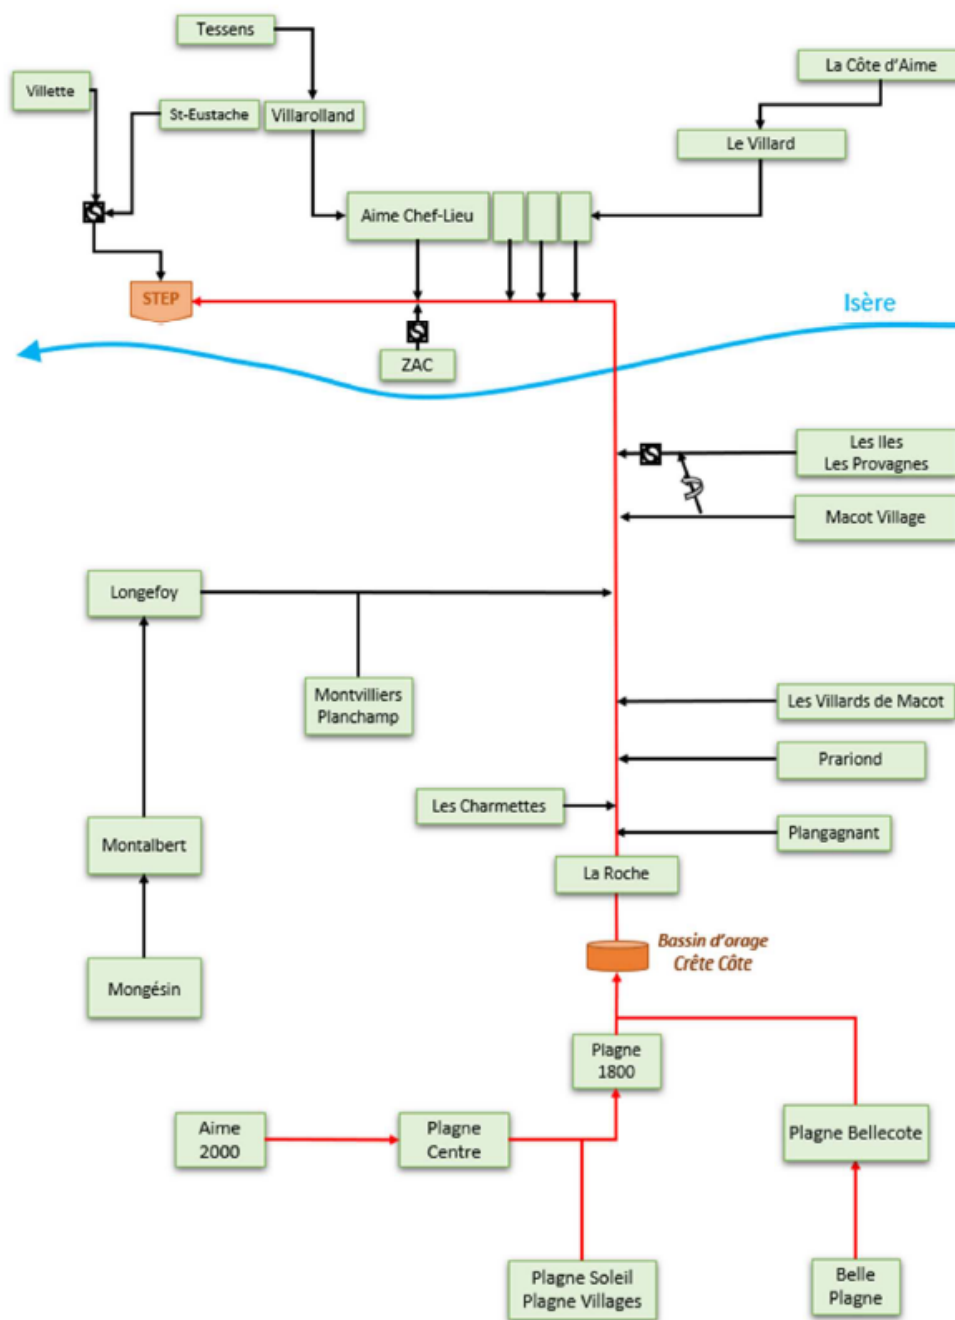 Tessens
La Côte d'Aime
Villette
St-Eustache
Villarolland
Le Villard
S
Aime Chef-Lieu
STEP
Isère
S
ZAC
Les Iles
Les Provagnes
S
Macot Village
Longefoy
Montvilliers
Planchamp
Les Villards de Macot
Prariond
Les Charmettes
Plangagnant
Montalbert
La Roche
Bassin d'orage
Crête Côte
Mongésin
Plagne
1800
Aime
2000
Plagne
Centre
Plagne Bellecote
Plagne Soleil
Plagne Villages
Belle
Plagne